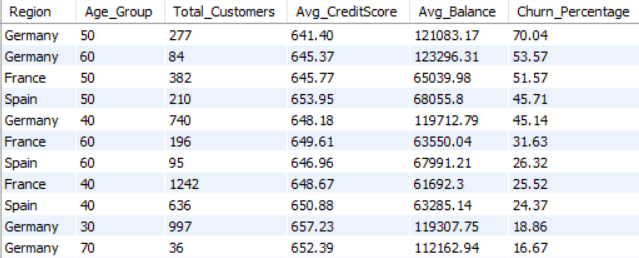 Region Age_Group Total_Customers Avg_CreditScore Avg_Balance Churn_Percentage
Germany 50 277 641.40 121083.17 70.04
Germany 60 84 645.37 123296.31 53.57
France 50 382 645.77 65039.98 51.57
Spain 50 210 653.95 68055.8 45.71
Germany 40 740 648.18 119712.79 45.14
France 60 196 649.61 63550.04 31.63
Spain 60 95 646.96 67991.21 26.32
France 40 1242 648.67 61692.3 25.52
Spain 40 636 650.88 63285.14 24.37
Germany 30 997 657.23 119307.75 18.86
Germany 70 36 652.39 112162.94 16.67